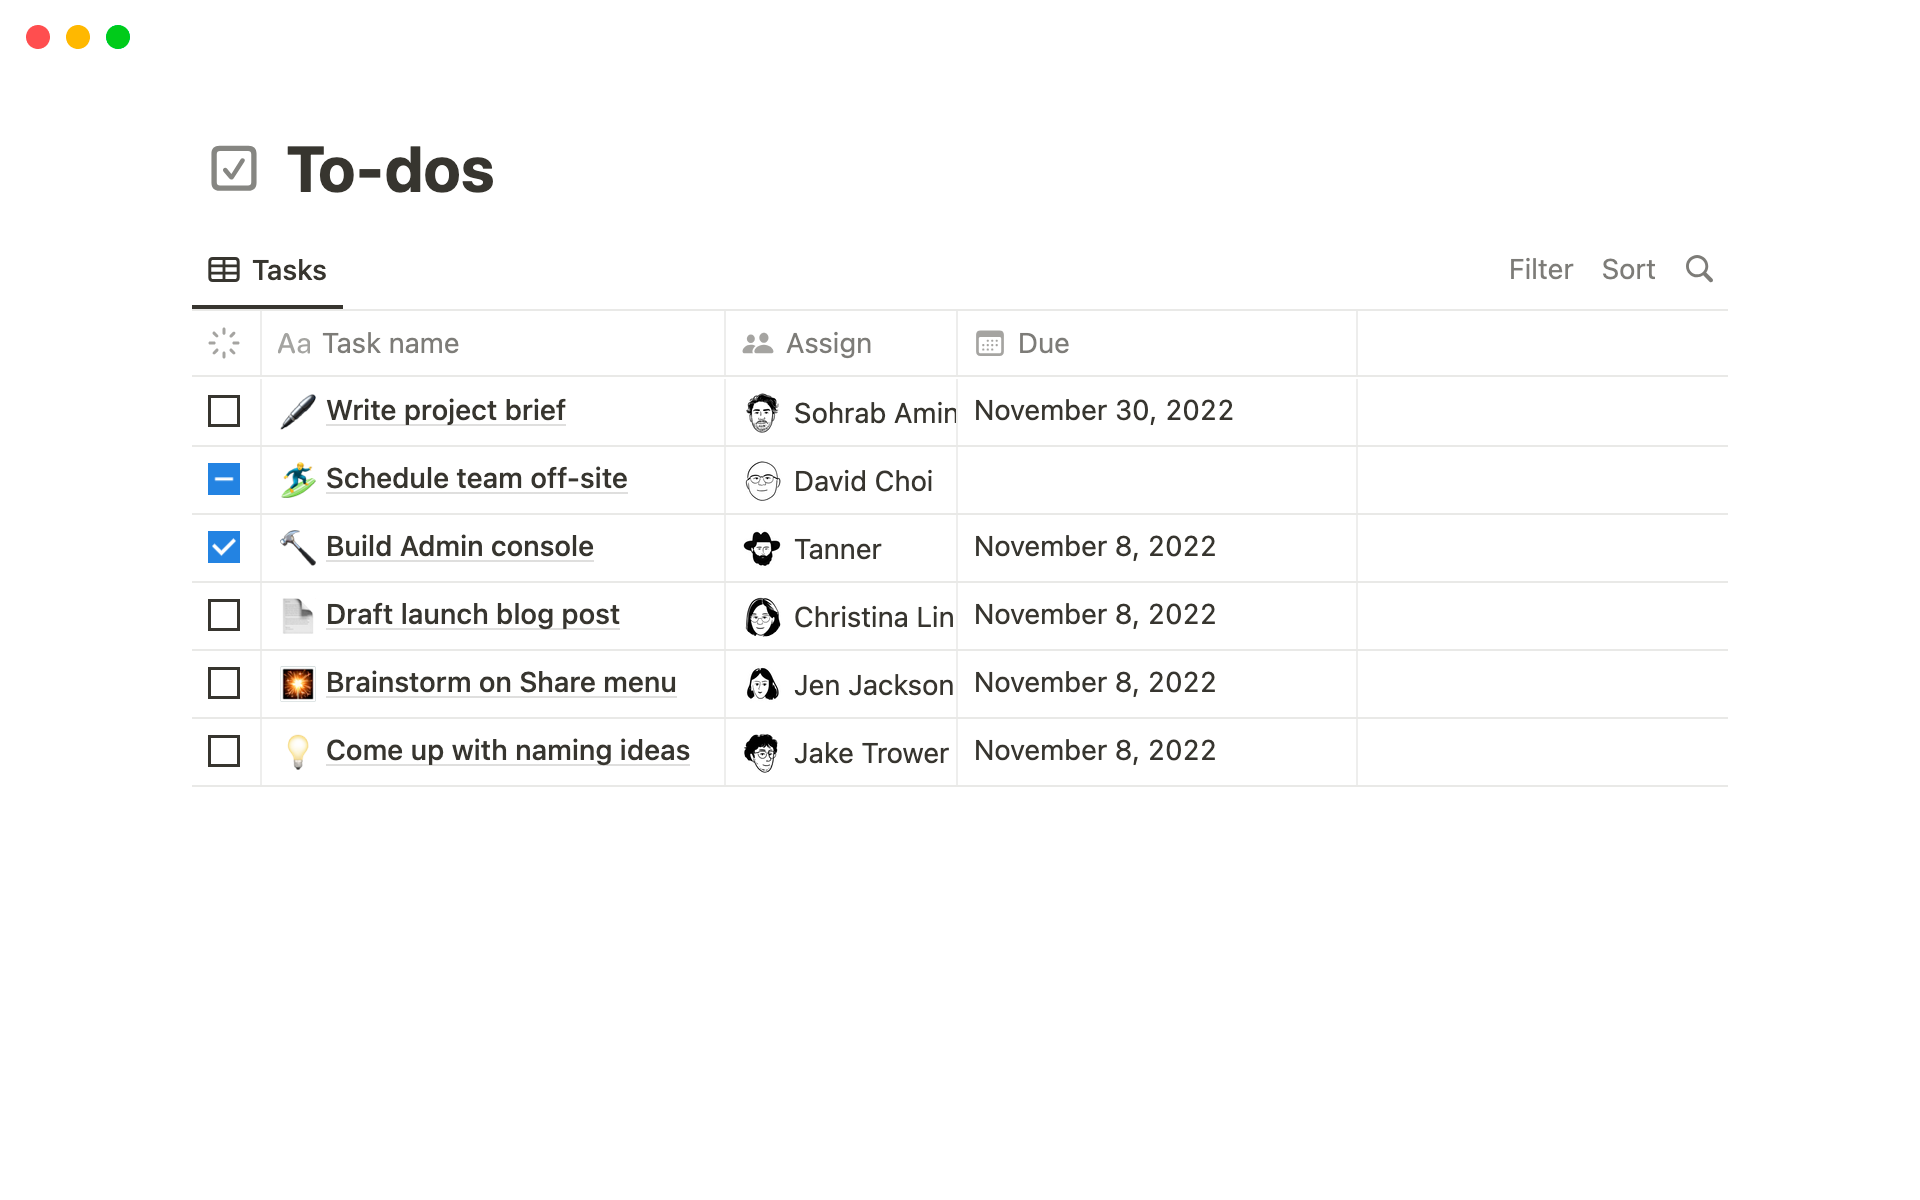 To-dos
Tasks
Filter Sort
Aa Task name Assign Due
Write project brief Sohrab Amin November 30, 2022
Schedule team off-site David Choi
Build Admin console Tanner November 8, 2022
Draft launch blog post Christina Lin November 8, 2022
Brainstorm on Share menu Jen Jackson November 8, 2022
Come up with naming ideas Jake Trower November 8, 2022